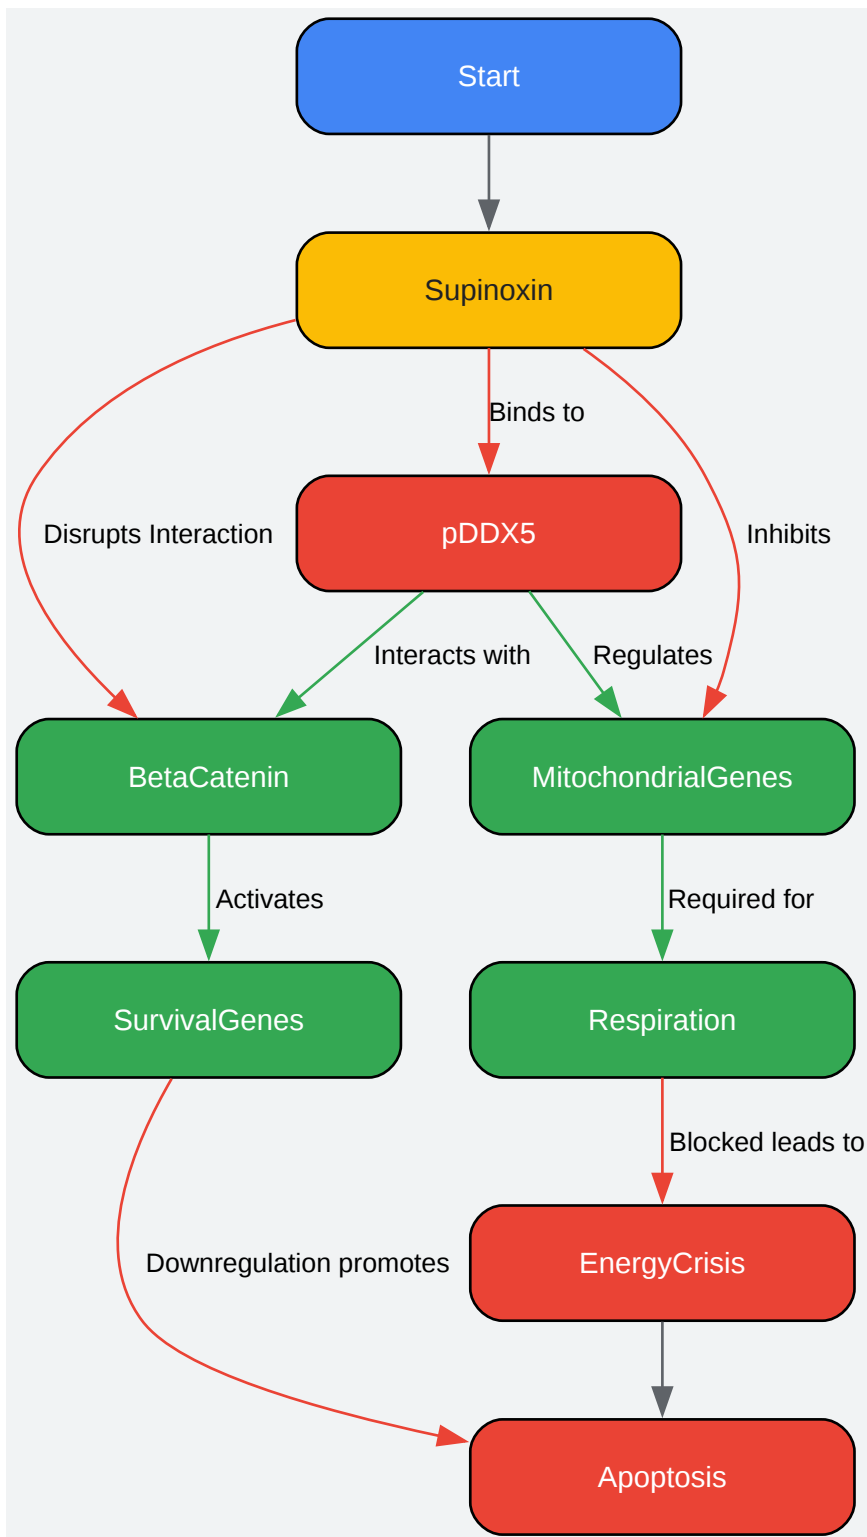 Start
Supinoxin
Binds to
Disrupts Interaction
pDDX5
Inhibits
Interacts with
Regulates
BetaCatenin
MitochondrialGenes
Activates
Required for
SurvivalGenes
Respiration
Blocked leads to
Downregulation promotes
EnergyCrisis
Apoptosis